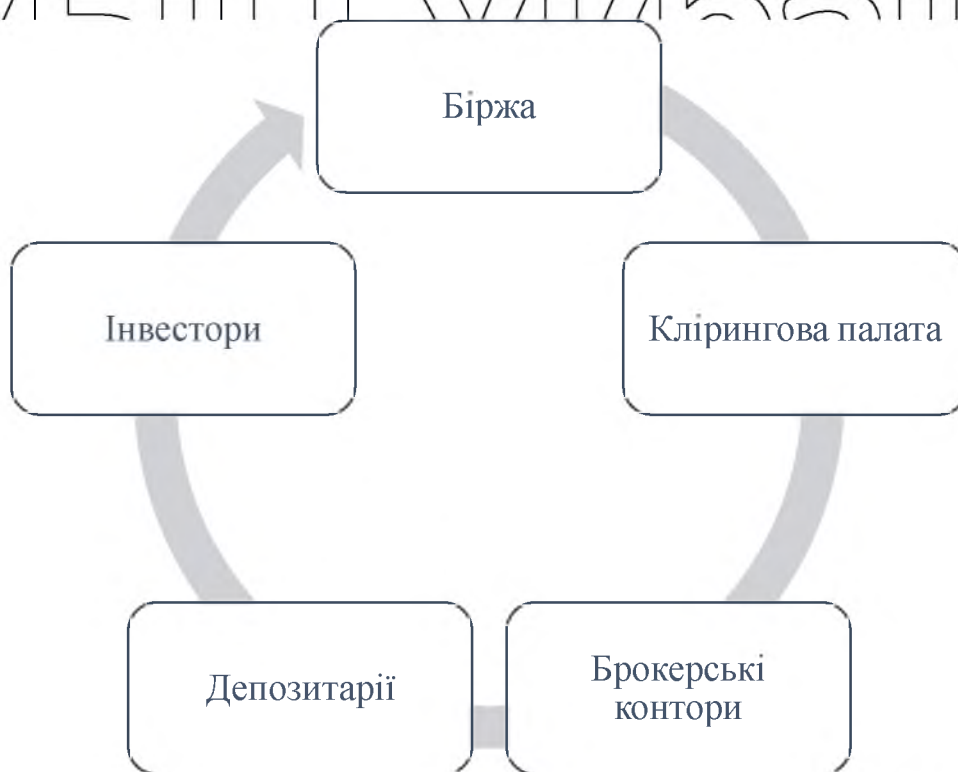 Біржа
Клірингова палата
Брокерські
контори
Депозитарії
Інвестори